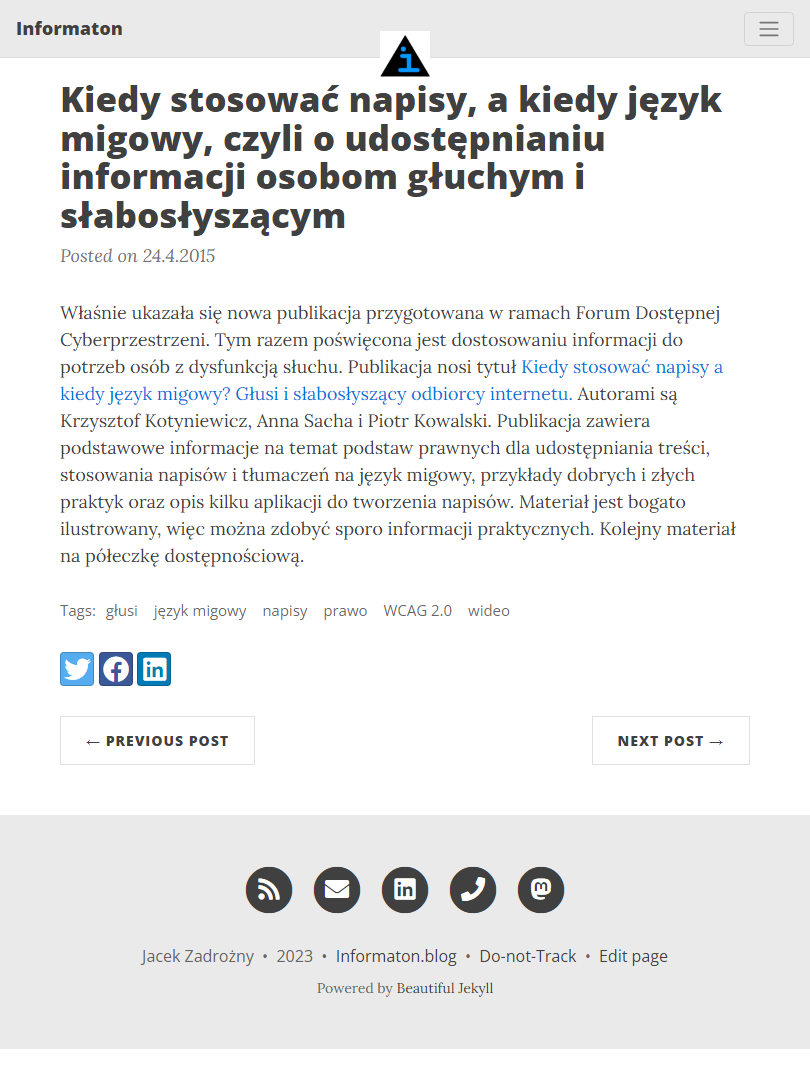 Informaton
i
Kiedy stosować napisy, a kiedy język
migowy, czyli o udostępnianiu
informacji osobom głuchym i
słabosłyszącym
Posted on 24.4.2015
Właśnie ukazała się nowa publikacja przygotowana w ramach Forum Dostępnej
Cyberprzestrzeni. Tym razem poświęcona jest dostosowaniu informacji do
potrzeb osób z dysfunkcją słuchu. Publikacja nosi tytuł Kiedy stosować napisy a
kiedy język migowy? Głusi i słabosłyszący odbiorcy internetu. Autorami są
Krzysztof Kotyniewicz, Anna Sacha i Piotr Kowalski. Publikacja zawiera
podstawowe informacje na temat podstaw prawnych dla udostępniania treści,
stosowania napisów i tłumaczeń na język migowy, przykłady dobrych i złych
praktyk oraz opis kilku aplikacji do tworzenia napisów. Materiał jest bogato
ilustrowany, więc można zdobyć sporo informacji praktycznych. Kolejny materiał
na półeczkę dostępnościową.
Tags: głusi język migowy napisy prawo WCAG 2.0 wideo
← PREVIOUS POST
NEXT POST →
Jacek Zadrożny • 2023 • Informaton.blog • Do-not-Track • Edit page
Powered by Beautiful Jekyll